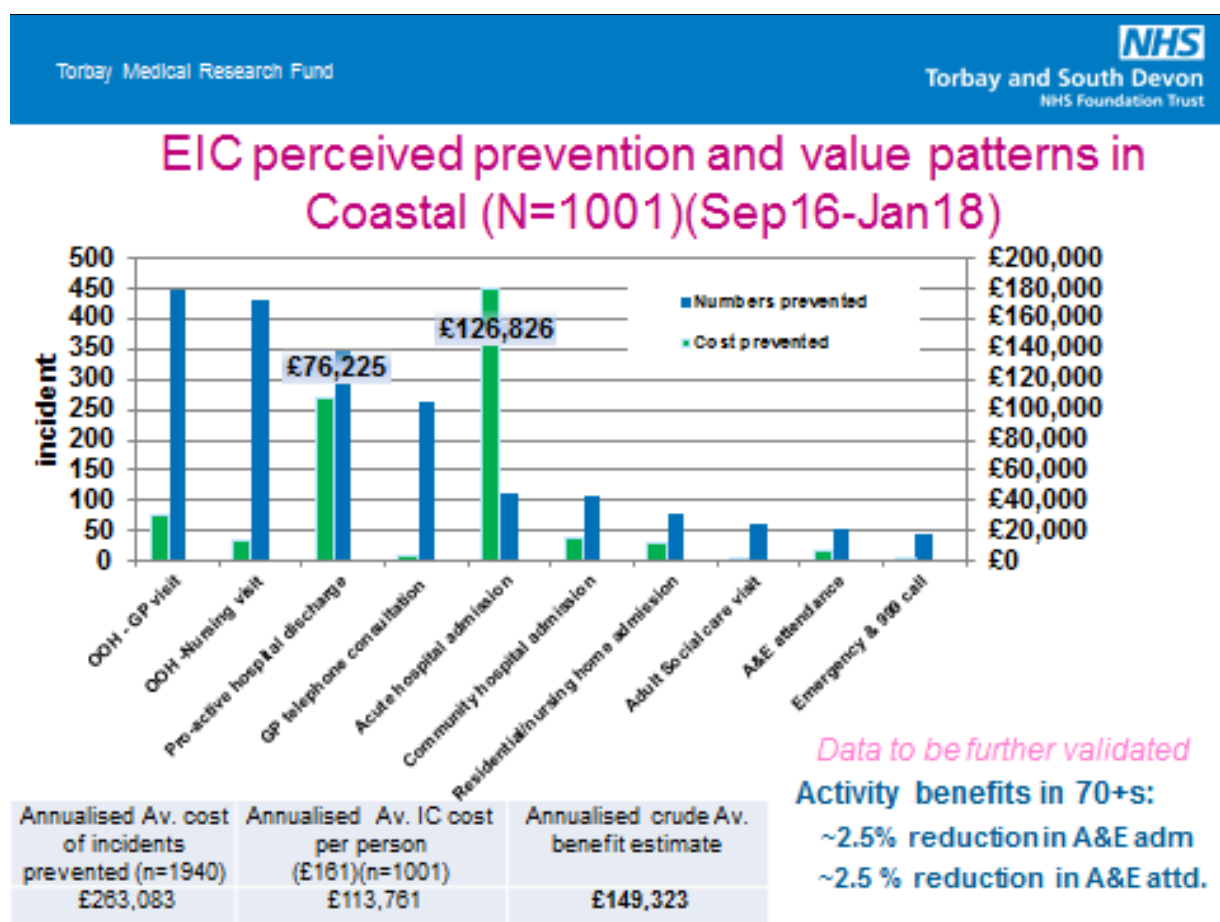 Torbay Medical Research Fund
NHS
Torbay and South Devon
NHS Foundation Trust
EIC perceived prevention and value patterns in
Coastal (N=1001)(Sep16-Jan18)
incident
500
450
400
350
300
250
200
150
100
50
0
£76,225
£126,826
Numbers prevented
Cost prevented
£200,000
£180,000
£160,000
£140,000
£120,000
£100,000
£80,000
£60,000
£40,000
£20,000
£0
OOH - GP visit
OOH -Nursing visit
Pro-active hospital discharge
GP telephone consultation
Acute hospital admission
Community hospital admission
Residential/nursing home admission
Adult Social care visit
A&E attendance
Emergency & 999 call
Data to be further validated
Activity benefits in 70+s:
~2.5% reduction in A&E adm
~2.5 % reduction in A&E attd.
Annualised Av. cost
of incidents
prevented (n=1940)
Annualised Av. IC cost
per person
(£161)(n=1001)
Annualised crude Av.
benefit estimate
£263,083
£113,761
£149,323